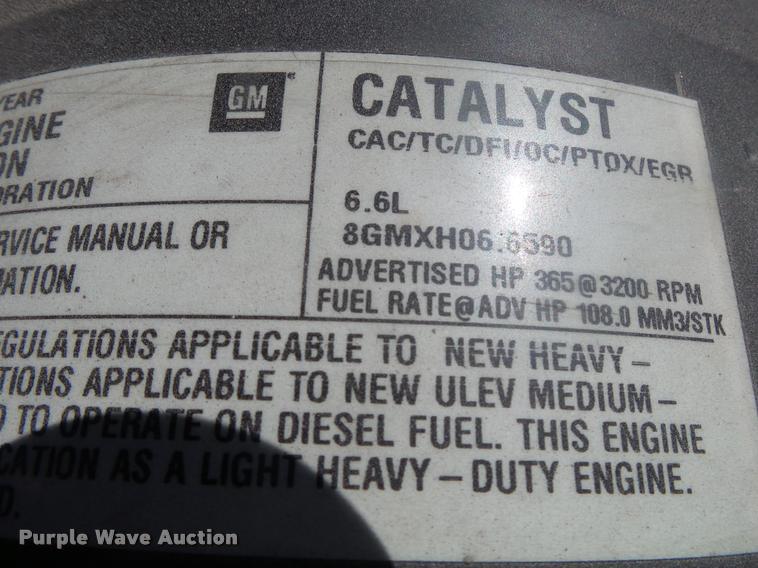 YEAR
GINE
ON
ORATION
GM
RVICE MANUAL OR
MATION.
CATALYST
CAC/TC/DFI/OC/PTOX/EGR
6.6L
8GMXH06.6590
ADVERTISED HP 365@3200 RPM
FUEL RATE@ADV HP 108.0 MM3/STK
EGULATIONS APPLICABLE TO NEW HEAVY-
TIONS APPLICABLE TO NEW ULEV MEDIUM-
D TO OPERATE ON DIESEL FUEL. THIS ENGINE
CATION AS A LIGHT HEAVY-DUTY ENGINE.
D.
Purple Wave Auction